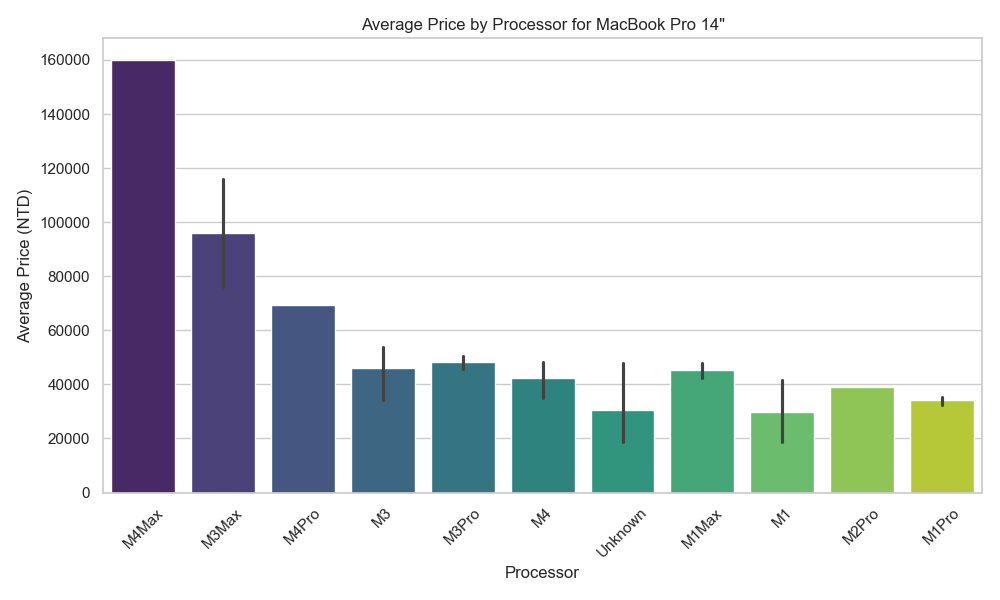 Average Price by Processor for MacBook Pro 14"
160000
140000
120000
100000
80000
60000
40000
20000
0
Average Price (NTD)
M4Max
M3Max
M4Pro
M3
M3Pro
M4
Unknown
M1Max
M1
M2Pro
M1Pro
Processor